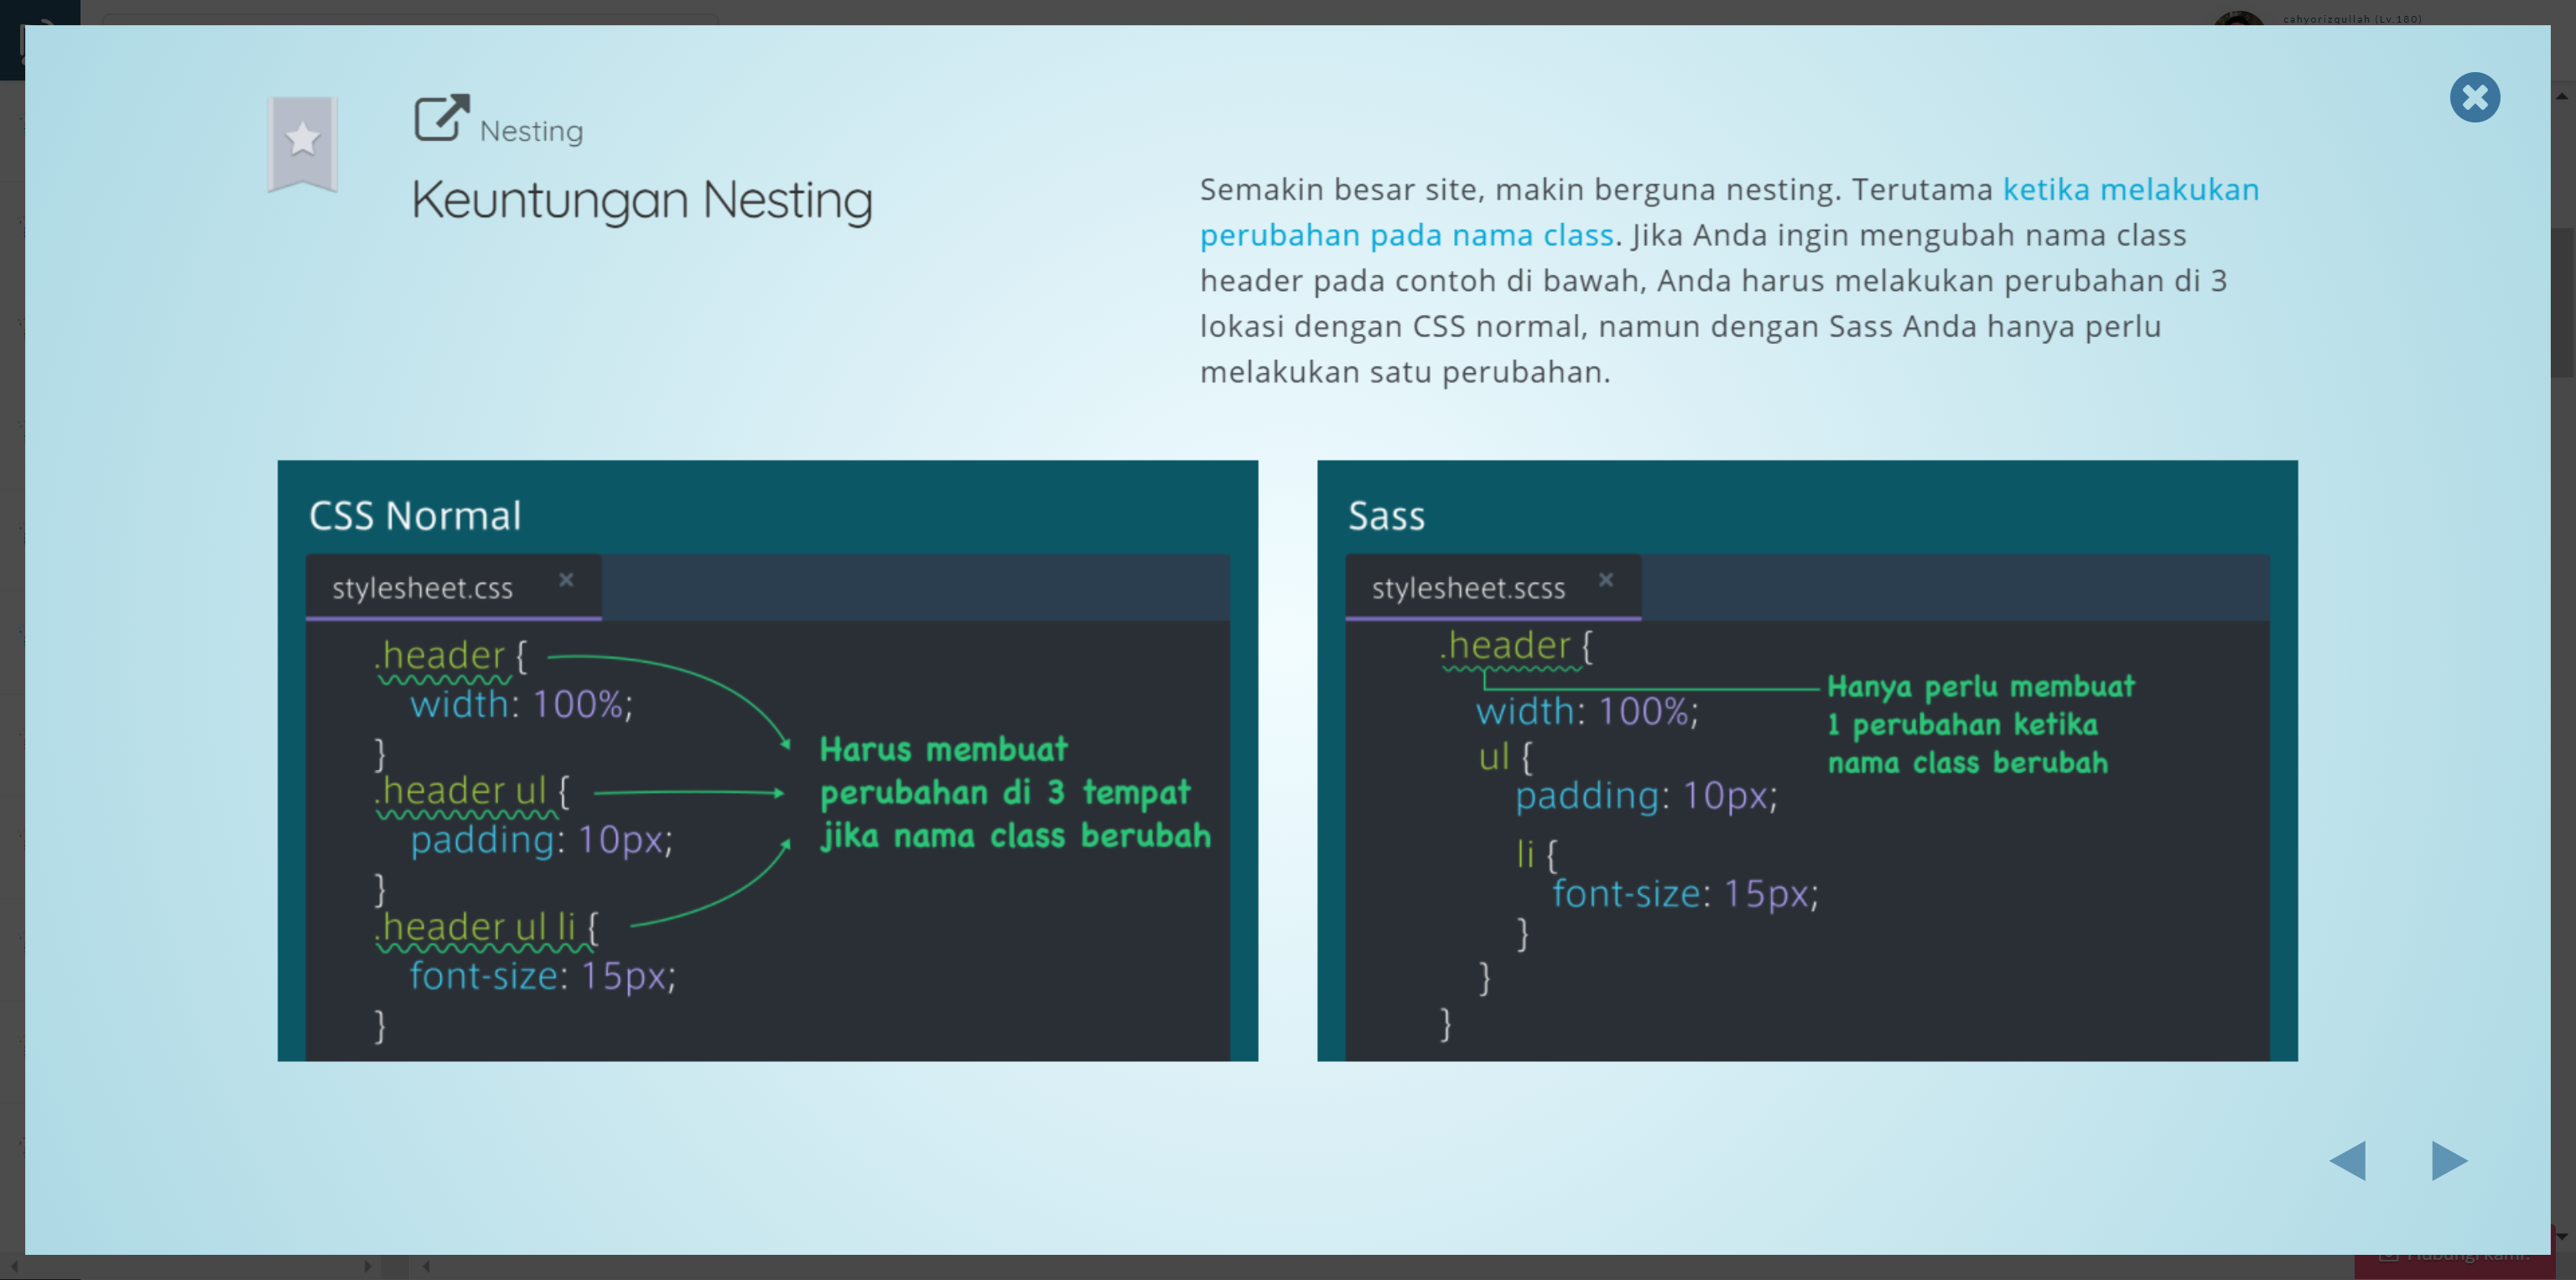 cahyorizqullah (Lv.180)
Nesting
Keuntungan Nesting
Semakin besar site, makin berguna nesting. Terutama ketika melakukan
perubahan pada nama class. Jika Anda ingin mengubah nama class
header pada contoh di bawah, Anda harus melakukan perubahan di 3
lokasi dengan CSS normal, namun dengan Sass Anda hanya perlu
melakukan satu perubahan.
CSS Normal
stylesheet.css
.header {
width: 100%;
}
.header ul {
padding: 10px;
}
.header ul li {
font-size: 15px;
}
Harus membuat
perubahan di 3 tempat
jika nama class berubah
Sass
stylesheet.scss
.header {
width: 100%;
ul {
padding: 10px;
li {
font-size: 15px;
}
}
}
Hanya perlu membuat
1 perubahan ketika
nama class berubah